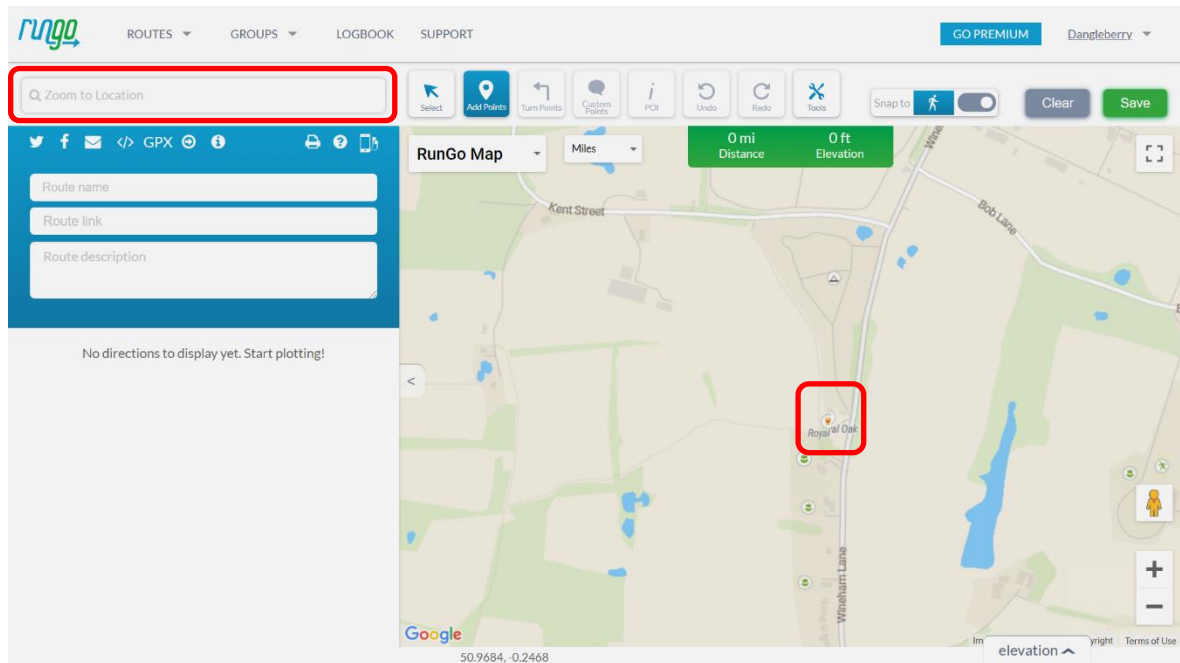 rungo
ROUTES
GROUPS
LOGBOOK
SUPPORT
GO PREMIUM
Dangleberry
Zoom to Location
Select
Add Points
Turn Points
Custom
Points
i
POI
Undo
Redo
Tools
Snap to
Clear
Save
</> GPX
RunGo Map
Miles
0 mi
Distance
0 ft
Elevation
Route name
Route link
Route description
No directions to display yet. Start plotting!
Kent Street
Bob Lane
Royal Oak
Wineham Lane
<
+
−
Google
50.9684, -0.2468
elevation
Terms of Use